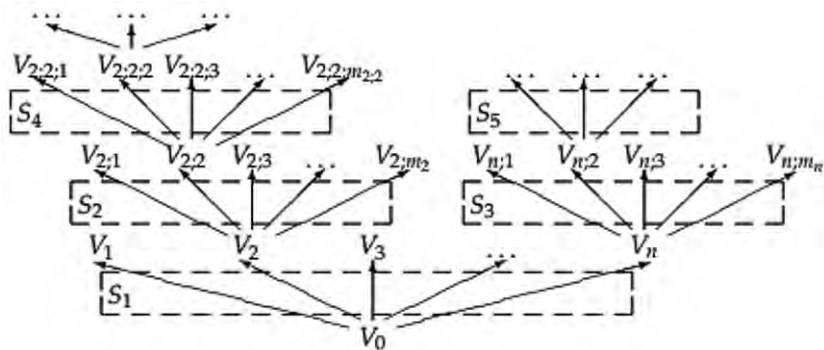 ... ... ...
V2;2;1 V2;2;2 V2;2;3 ... V2;2;m2;2 ... ... ...
S4 S5
V2;1 V2;2 V2;3 ... V2;m2 Vn;1 Vn;2 Vn;3 ... Vn;mn
S2 S3
V1 V2 V3 ... Vn
S1
V0